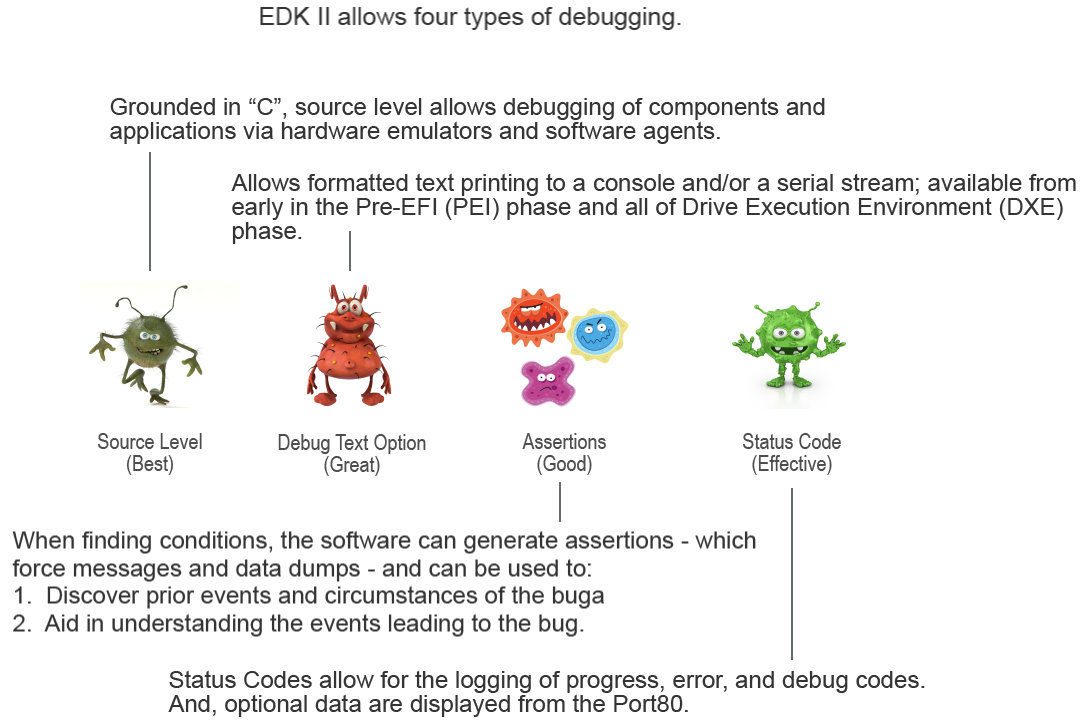 EDK II allows four types of debugging.
Grounded in “C”, source level allows debugging of components and
applications via hardware emulators and software agents.
Allows formatted text printing to a console and/or a serial stream; available from
early in the Pre-EFI (PEI) phase and all of Drive Execution Environment (DXE)
phase.
Source Level
(Best)
Debug Text Option
(Great)
Assertions
(Good)
Status Code
(Effective)
When finding conditions, the software can generate assertions - which
force messages and data dumps - and can be used to:
1. Discover prior events and circumstances of the buga
2. Aid in understanding the events leading to the bug.
Status Codes allow for the logging of progress, error, and debug codes.
And, optional data are displayed from the Port80.